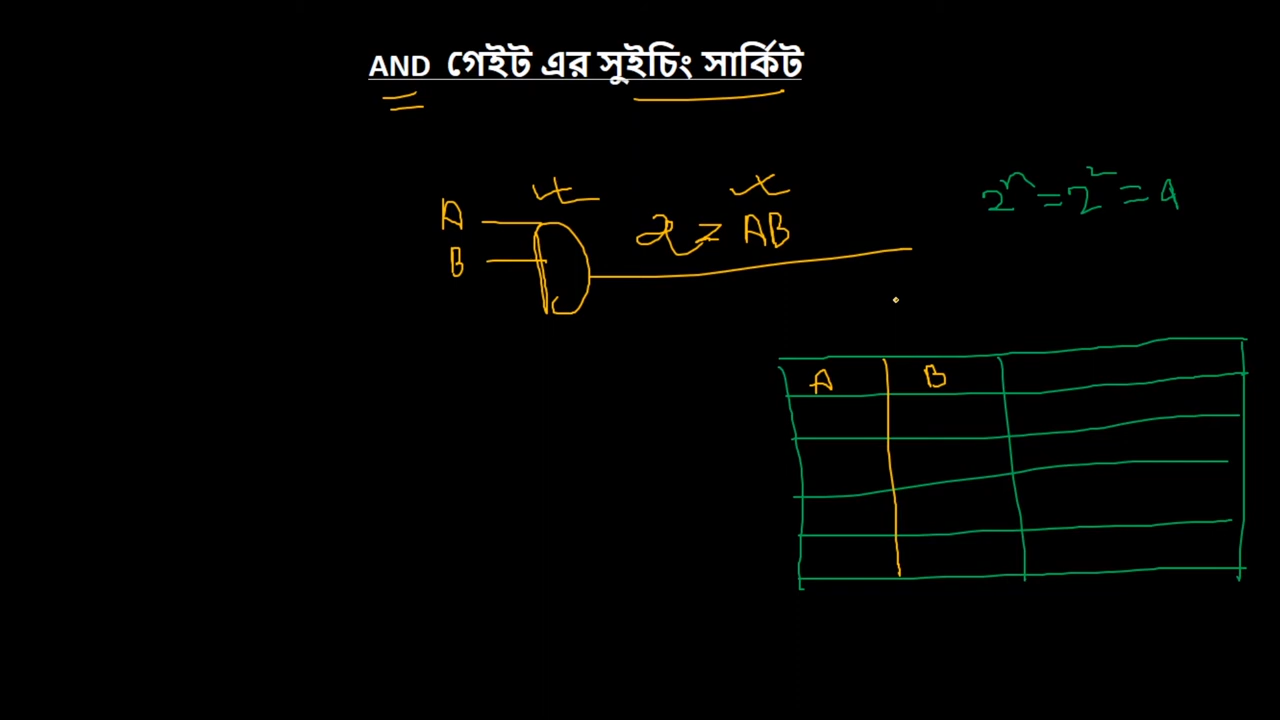 AND গেইট এর সুইচিং সার্কিট
A
B
x = AB
2ⁿ = 2² = 4
A B